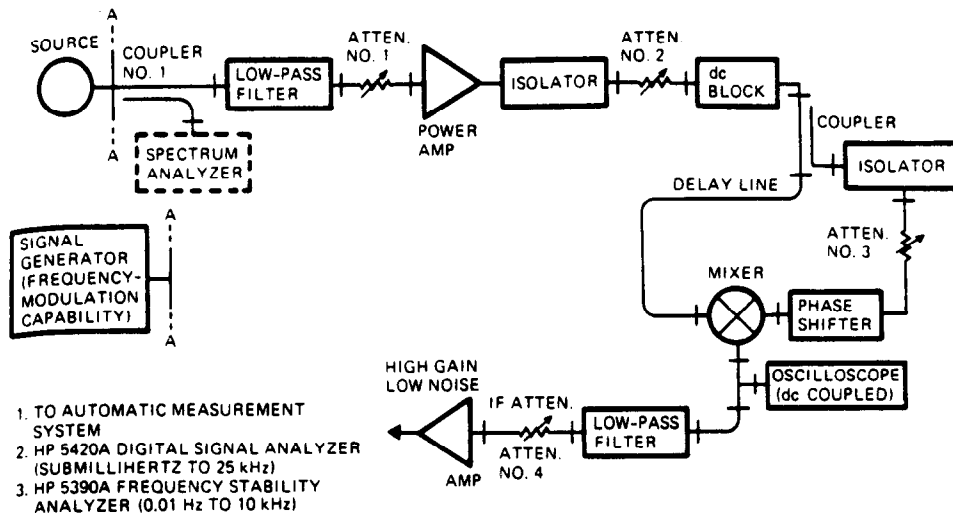 A
SOURCE
COUPLER
NO. 1
LOW-PASS
FILTER
ATTEN.
NO. 1
POWER
AMP
ISOLATOR
ATTEN.
NO. 2
dc
BLOCK
COUPLER
ISOLATOR
A
SPECTRUM
ANALYZER
DELAY LINE
ATTEN.
NO. 3
A
SIGNAL
GENERATOR
(FREQUENCY-
MODULATION
CAPABILITY)
A
MIXER
PHASE
SHIFTER
OSCILLOSCOPE
(dc COUPLED)
HIGH GAIN
LOW NOISE
AMP
IF ATTEN.
ATTEN.
NO. 4
LOW-PASS
FILTER
1. TO AUTOMATIC MEASUREMENT
SYSTEM
2. HP 5420A DIGITAL SIGNAL ANALYZER
(SUBMILLIHERTZ TO 25 kHz)
3. HP 5390A FREQUENCY STABILITY
ANALYZER (0.01 Hz TO 10 kHz)